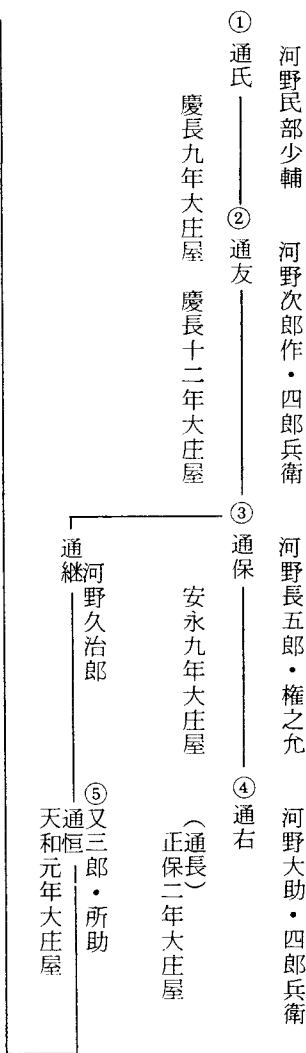 河野民部少輔
① 通氏
慶長九年大庄屋
河野次郎作・四郎兵衛
② 通友
慶長十二年大庄屋
河野長五郎・権之允
③ 通保
安永九年大庄屋
河野大助・四郎兵衛
④ 通右
(通長)
正保二年大庄屋
河野久治郎
通継
⑤ 又三郎・所助
通恒
天和元年大庄屋